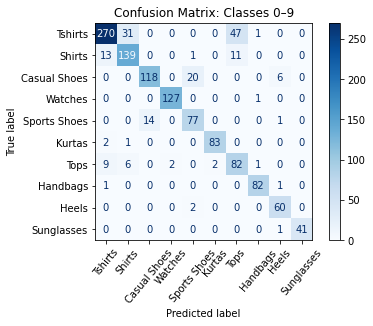 Confusion Matrix: Classes 0–9
Tshirts 270 31 0 0 0 0 47 1 0 0
Shirts 13 139 0 0 1 0 11 0 0 0
Casual Shoes 0 0 118 0 20 0 0 0 6 0
Watches 0 0 0 127 0 0 0 1 0 0
Sports Shoes 0 0 14 0 77 0 0 0 1 0
Kurtas 2 1 0 0 0 83 0 0 0 0
Tops 9 6 0 2 0 2 82 1 0 0
Handbags 1 0 0 0 0 0 0 82 1 0
Heels 0 0 0 0 2 0 0 0 60 0
Sunglasses 0 0 0 0 0 0 0 0 1 41
True label
Tshirts Shirts Casual Shoes Watches Sports Shoes Kurtas Tops Handbags Heels Sunglasses
Predicted label
250
200
150
100
50
0